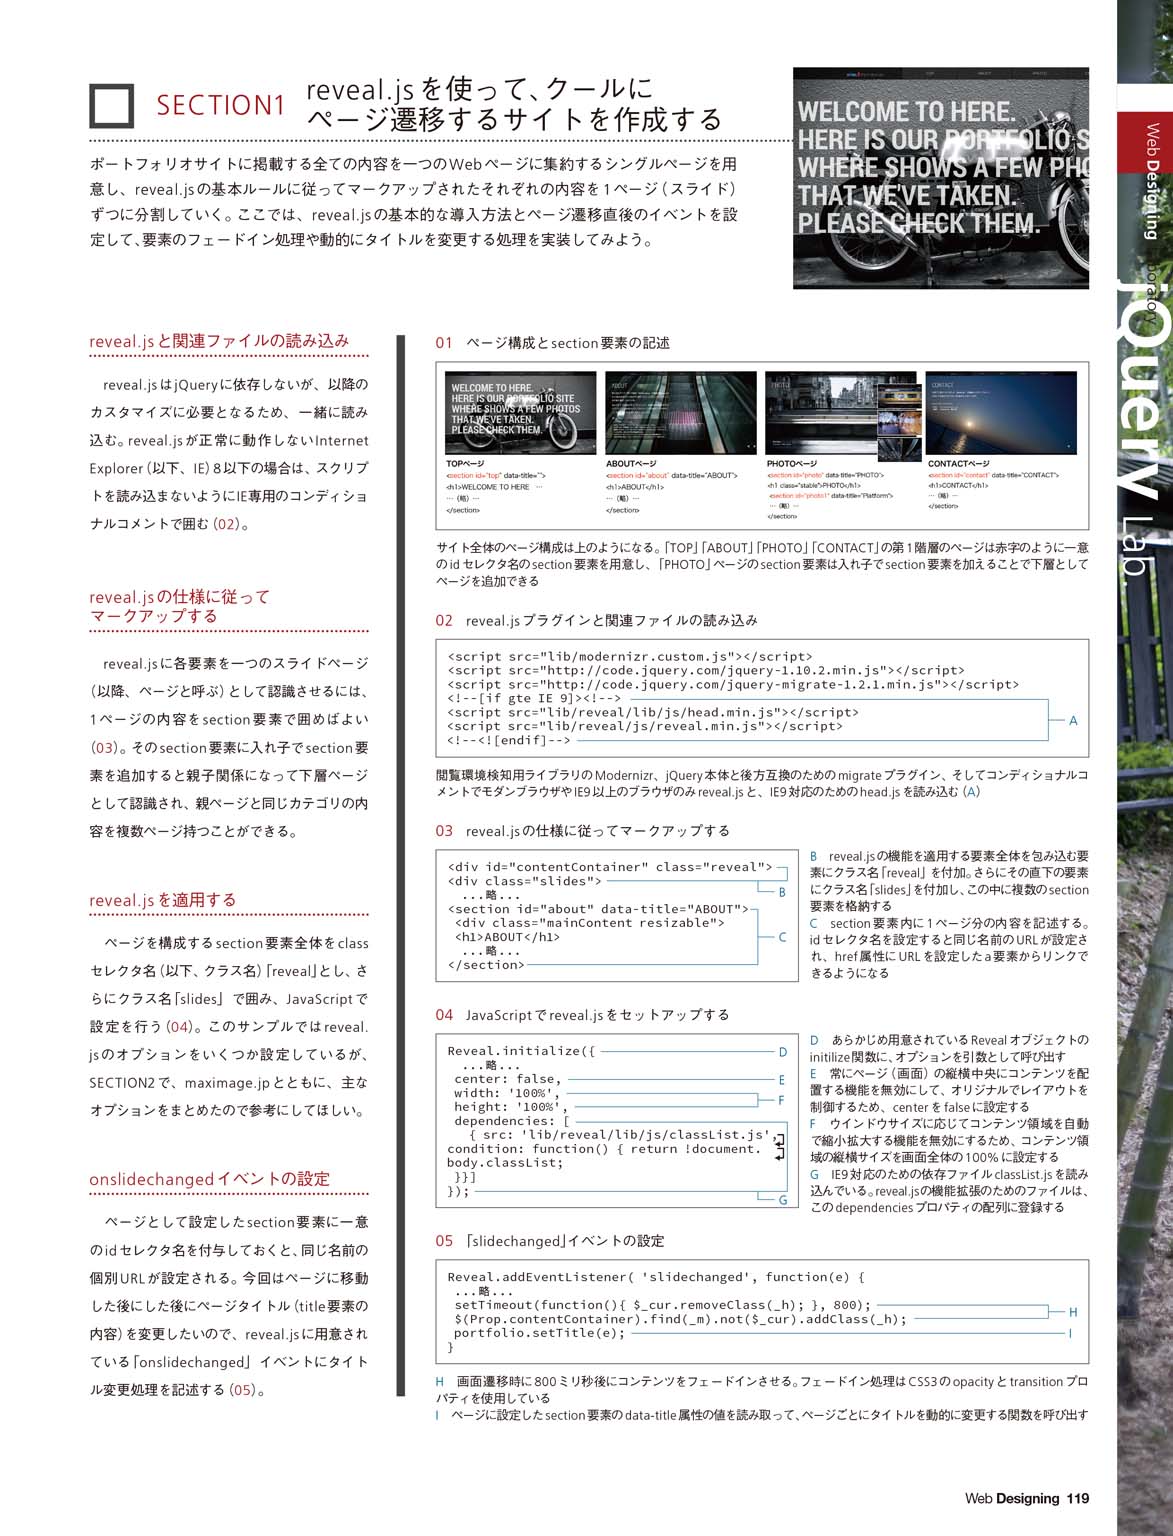 SECTION1
reveal.jsを使って、クールに
ページ遷移するサイトを作成する
ポートフォリオサイトに掲載する全ての内容を一つのWebページに集約するシングルページを用
意し、reveal.jsの基本ルールに従ってマークアップされたそれぞれの内容を1ページ（スライド）
ずつに分割していく。ここでは、reveal.jsの基本的な導入方法とページ遷移直後のイベントを設
定して、要素のフェードイン処理や動的にタイトルを変更する処理を実装してみよう。
WELCOME TO HERE.
HERE IS OUR PORTFOLIO S
WHERE SHOWS A FEW PHO
THAT WE'VE TAKEN.
PLEASE CHECK THEM.
Web Designing
jQuery Lab.
reveal.jsと関連ファイルの読み込み
reveal.jsはjQueryに依存しないが、以降の
カスタマイズに必要となるため、一緒に読み
込む。reveal.jsが正常に動作しないInternet
Explorer（以下、IE）8以下の場合は、スクリプ
トを読み込まないようにIE専用のコンディショ
ナルコメントで囲む（02）。
reveal.jsの仕様に従って
マークアップする
reveal.jsに各要素を一つのスライドページ
（以降、ページと呼ぶ）として認識させるには、
1ページの内容をsection要素で囲めばよい
（03）。そのsection要素に入れ子でsection要
素を追加すると親子関係になって下層ページ
として認識され、親ページと同じカテゴリの内
容を複数ページ持つことができる。
reveal.jsを適用する
ページを構成するsection要素全体をclass
セレクタ名（以下、クラス名）「reveal」とし、さ
らにクラス名「slides」で囲み、JavaScriptで
設定を行う（04）。このサンプルではreveal.
jsのオプションをいくつか設定しているが、
SECTION2で、maximage.jpとともに、主な
オプションをまとめたので参考にしてほしい。
onslidechangedイベントの設定
ページとして設定したsection要素に一意
のidセレクタ名を付与しておくと、同じ名前の
個別URLが設定される。今回はページに移動
した後にした後にページタイトル（title要素の
内容）を変更したいので、reveal.jsに用意され
ている「onslidechanged」イベントにタイト
ル変更処理を記述する（05）。
01 ページ構成とsection要素の記述
WELCOME TO HERE.
HERE IS OUR PORTFOLIO SITE
WHERE SHOWS A FEW PHOTOS
THAT WE'VE TAKEN.
PLEASE CHECK THEM.
ABOUT
PHOTO
CONTACT
TOPページ
<section id="top" data-title="">
<h1>WELCOME TO HERE …
…（略）…
</section>
ABOUTページ
<section id="about" data-title="ABOUT">
<h1>ABOUT</h1>
…（略）…
</section>
PHOTOページ
<section id="photo" data-title="PHOTO">
<h1 class="stable">PHOTO</h1>
<section id="photo1" data-title="Platform">
…（略）…
</section>
CONTACTページ
<section id="contact" data-title="CONTACT">
<h1>CONTACT</h1>
…（略）…
</section>
サイト全体のページ構成は上のようになる。「TOP」「ABOUT」「PHOTO」「CONTACT」の第1階層のページは赤字のように一意
のidセレクタ名のsection要素を用意し、「PHOTO」ページのsection要素は入れ子でsection要素を加えることで下層として
ページを追加できる
02 reveal.jsプラグインと関連ファイルの読み込み
<script src="lib/modernizr.custom.js"></script>
<script src="http://code.jquery.com/jquery-1.10.2.min.js"></script>
<script src="http://code.jquery.com/jquery-migrate-1.2.1.min.js"></script>
<!--[if gte IE 9]><!-->
<script src="lib/reveal/lib/js/head.min.js"></script>
<script src="lib/reveal/js/reveal.min.js"></script>
<!--<![endif]-->
A
閲覧環境検知用ライブラリのModernizr、jQuery本体と後方互換のためのmigrateプラグイン、そしてコンディショナルコ
メントでモダンブラウザやIE9以上のブラウザのみreveal.jsと、IE9対応のためのhead.jsを読み込む（A）
03 reveal.jsの仕様に従ってマークアップする
<div id="contentContainer" class="reveal">
<div class="slides">
...略...
<section id="about" data-title="ABOUT">
<div class="mainContent resizable">
<h1>ABOUT</h1>
...略...
</section>
B
C
B reveal.jsの機能を適用する要素全体を包み込む要
素にクラス名「reveal」を付加。さらにその直下の要素
にクラス名「slides」を付加し、この中に複数のsection
要素を格納する
C section要素内に1ページ分の内容を記述する。
idセレクタ名を設定すると同じ名前のURLが設定さ
れ、href属性にURLを設定したa要素からリンクで
きるようになる
04 JavaScriptでreveal.jsをセットアップする
Reveal.initialize({
...略...
center: false,
width: '100%',
height: '100%',
dependencies: [
{ src: 'lib/reveal/lib/js/classList.js',
condition: function() { return !document.
body.classList;
}}]
});
D
E
F
G
D あらかじめ用意されているRevealオブジェクトの
initilize関数に、オプションを引数として呼び出す
E 常にページ（画面）の縦横中央にコンテンツを配
置する機能を無効にして、オリジナルでレイアウトを
制御するため、centerをfalseに設定する
F ウインドウサイズに応じてコンテンツ領域を自動
で縮小拡大する機能を無効にするため、コンテンツ領
域の縦横サイズを画面全体の100%に設定する
G IE9対応のための依存ファイルclassList.jsを読み
込んでいる。reveal.jsの機能拡張のためのファイルは、
このdependenciesプロパティの配列に登録する
05 「slidechanged」イベントの設定
Reveal.addEventListener( 'slidechanged', function(e) {
...略...
setTimeout(function(){ $_cur.removeClass(_h); }, 800);
$(Prop.contentContainer).find(_m).not($_cur).addClass(_h);
portfolio.setTitle(e);
}
H
I
H 画面遷移時に800ミリ秒後にコンテンツをフェードインさせる。フェードイン処理はCSS3のopacityとtransitionプロ
パティを使用している
I ページに設定したsection要素のdata-title属性の値を読み取って、ページごとにタイトルを動的に変更する関数を呼び出す
Web Designing 119